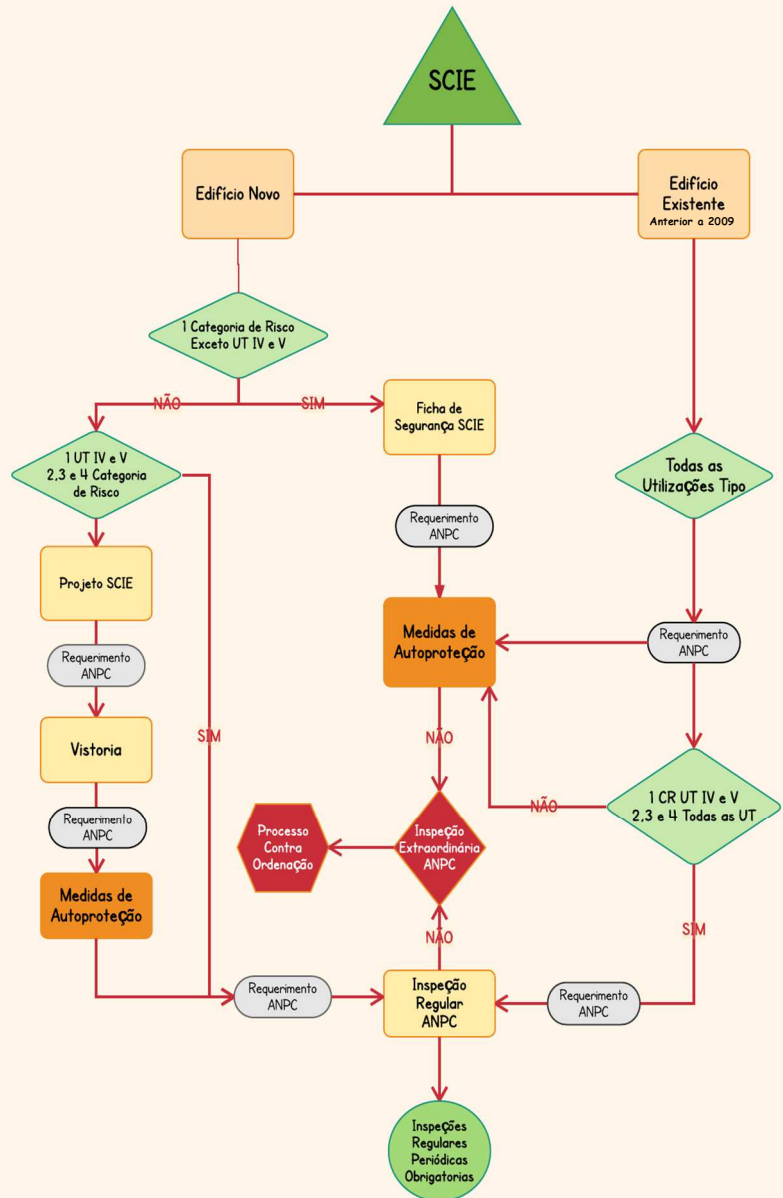 SCIE
Edifício Novo
Edifício
Existente
Anterior a 2009
1 Categoria de Risco
Exceto UT IV e V
NÃO
SIM
Ficha de
Segurança SCIE
1 UT IV e V
2,3 e 4 Categoria
de Risco
Todas as
Utilizações Tipo
Requerimento
ANPC
Projeto SCIE
Medidas de
Autoproteção
Requerimento
ANPC
Requerimento
ANPC
Vistoria
SIM
NÃO
NÃO
1 CR UT IV e V
2,3 e 4 Todas as UT
Requerimento
ANPC
Processo
Contra
Ordenação
Inspeção
Extraordinária
ANPC
Medidas de
Autoproteção
NÃO
SIM
Requerimento
ANPC
Inspeção
Regular
ANPC
Requerimento
ANPC
Inspeções
Regulares
Periódicas
Obrigatorias